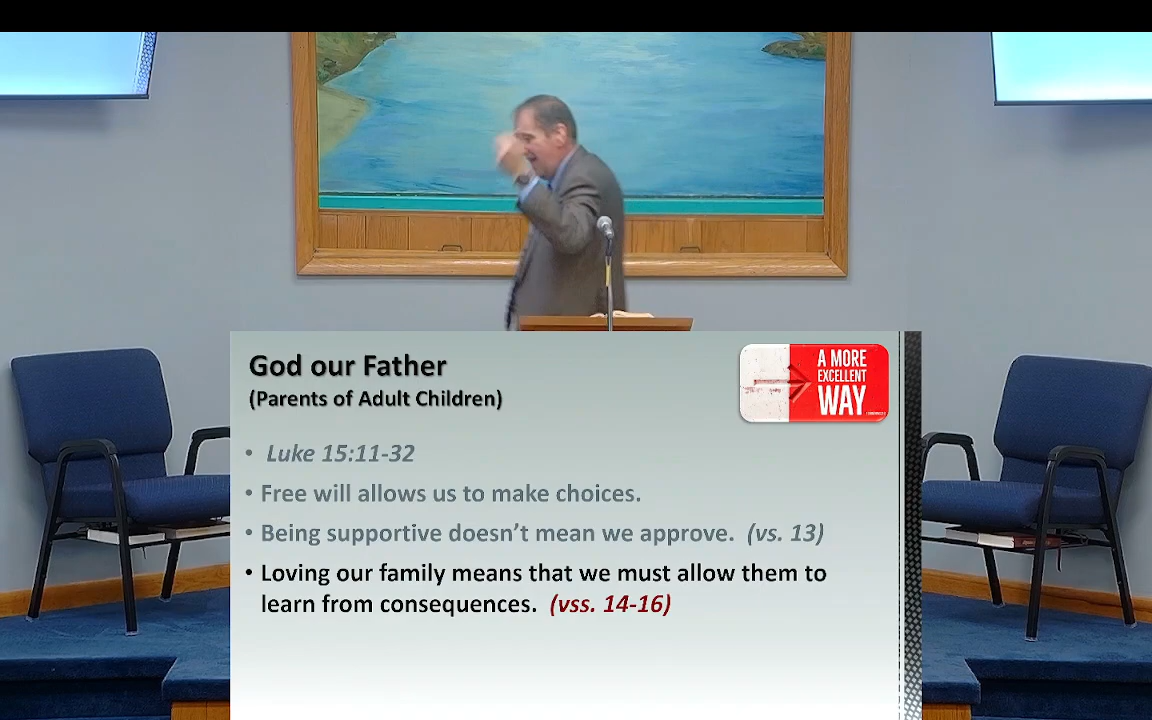 God our Father
(Parents of Adult Children)
A MORE
EXCELLENT
WAY
• Luke 15:11-32
• Free will allows us to make choices.
• Being supportive doesn’t mean we approve. (vs. 13)
• Loving our family means that we must allow them to
learn from consequences. (vss. 14-16)